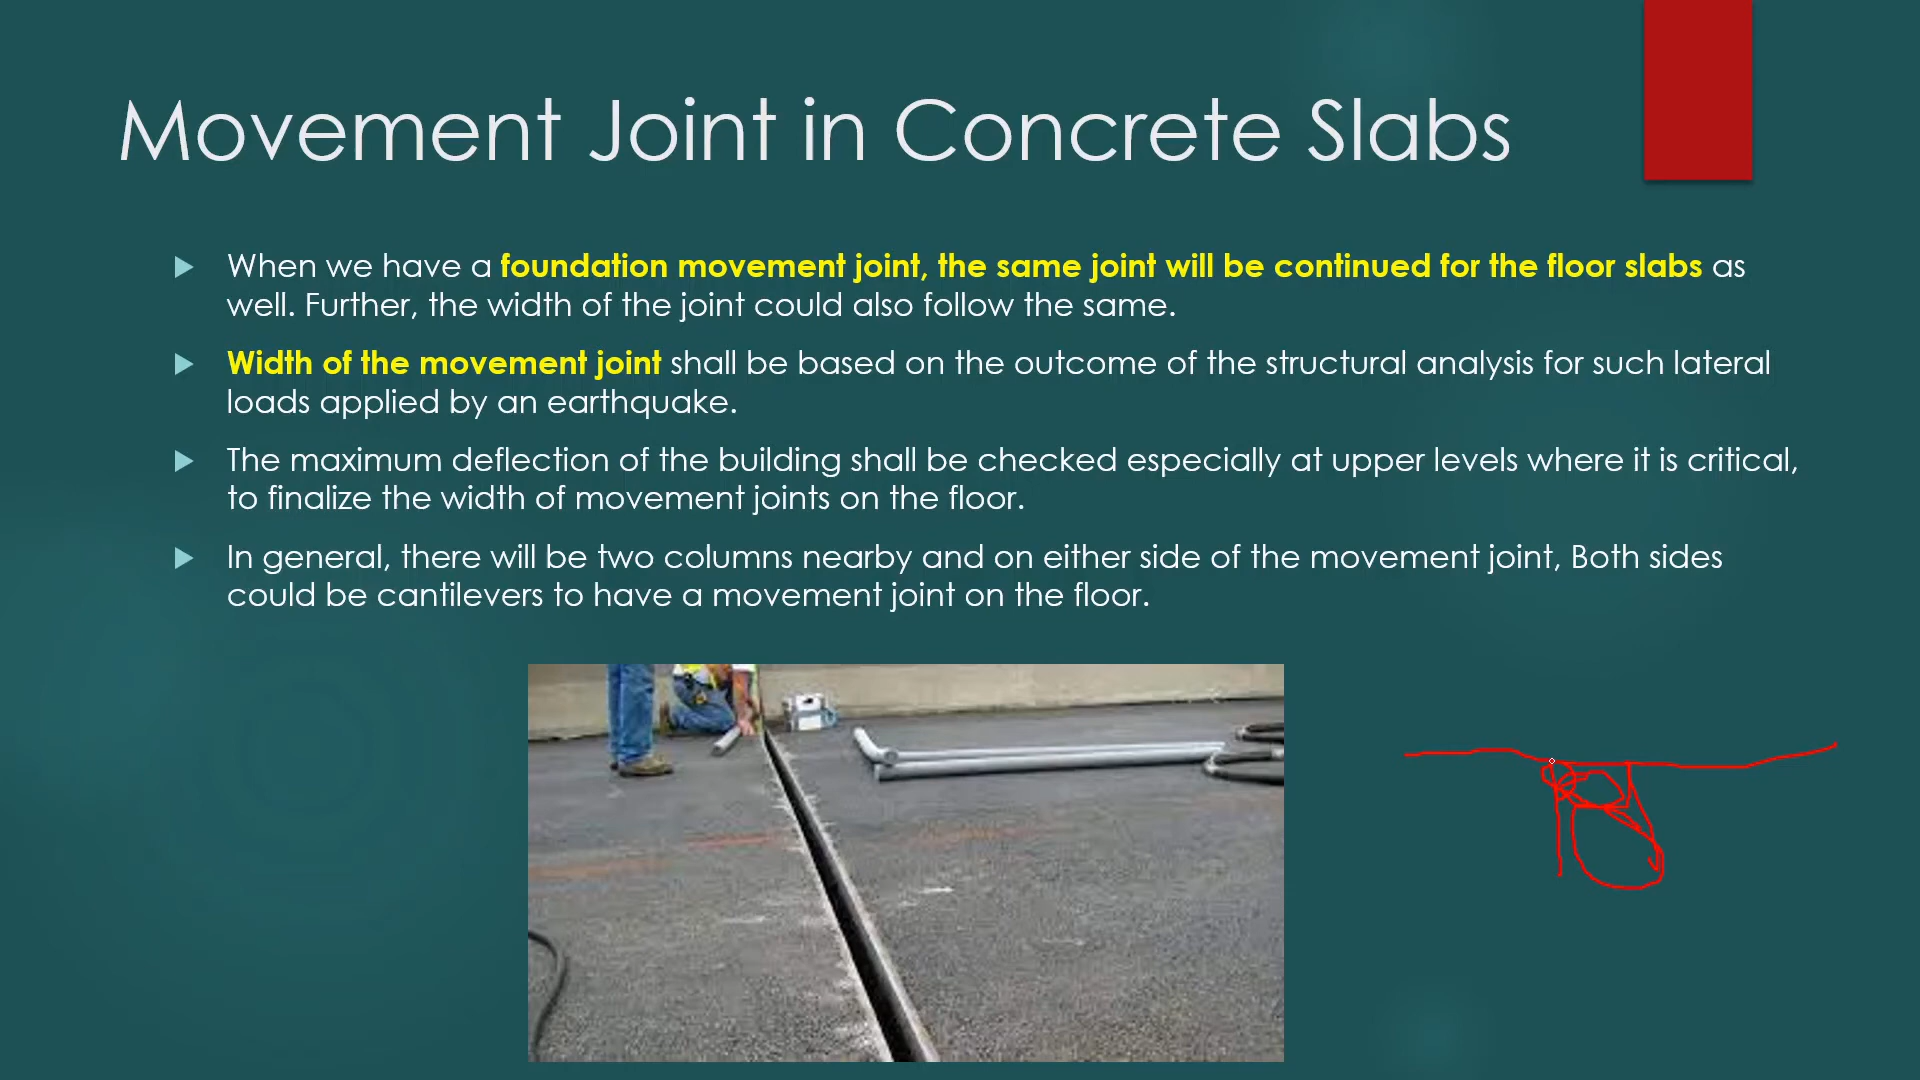 Movement Joint in Concrete Slabs
When we have a foundation movement joint, the same joint will be continued for the floor slabs as
well. Further, the width of the joint could also follow the same.
Width of the movement joint shall be based on the outcome of the structural analysis for such lateral
loads applied by an earthquake.
The maximum deflection of the building shall be checked especially at upper levels where it is critical,
to finalize the width of movement joints on the floor.
In general, there will be two columns nearby and on either side of the movement joint, Both sides
could be cantilevers to have a movement joint on the floor.